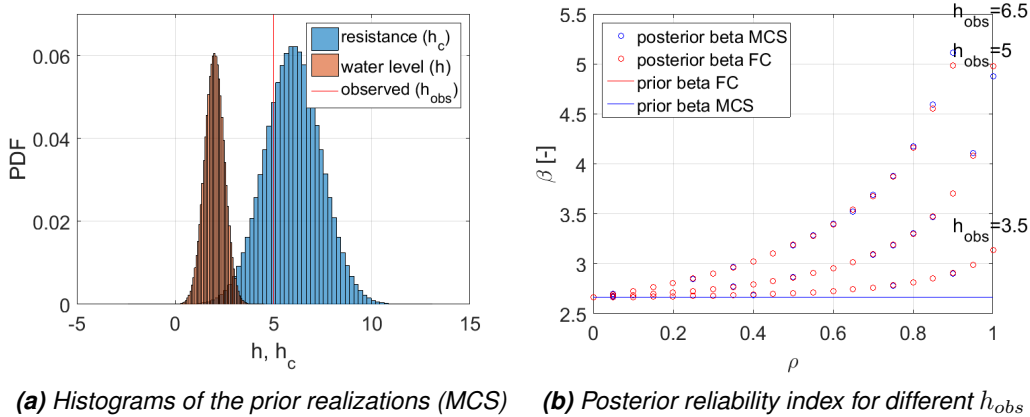 resistance (h_c)
water level (h)
observed (h_obs)
PDF
0.06
0.04
0.02
0
-5
0
5
10
15
h, h_c
(a) Histograms of the prior realizations (MCS)
h_obs=6.5
h_obs=5
h_obs=3.5
posterior beta MCS
posterior beta FC
prior beta FC
prior beta MCS
β [-]
5.5
5
4.5
4
3.5
3
2.5
0
0.2
0.4
0.6
0.8
1
ρ
(b) Posterior reliability index for different h_obs